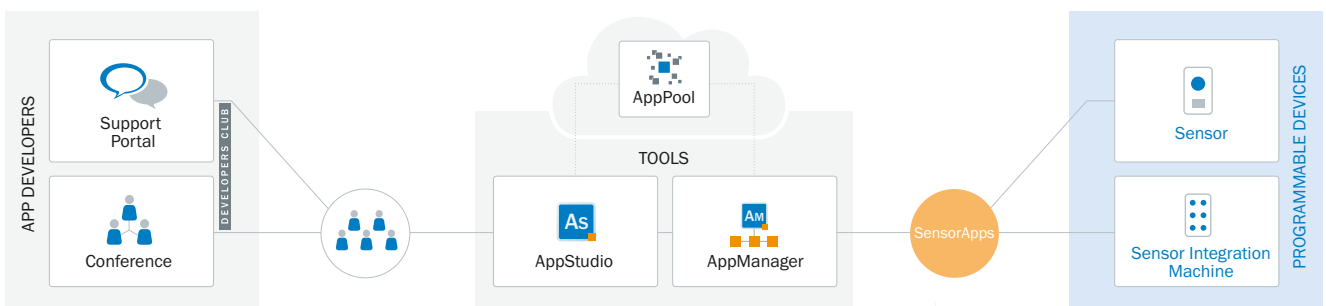 APP DEVELOPERS
Support
Portal
DEVELOPERS CLUB
Conference
AppPool
TOOLS
As
AppStudio
AM
AppManager
SensorApps
Sensor
Sensor Integration
Machine
PROGRAMMABLE DEVICES